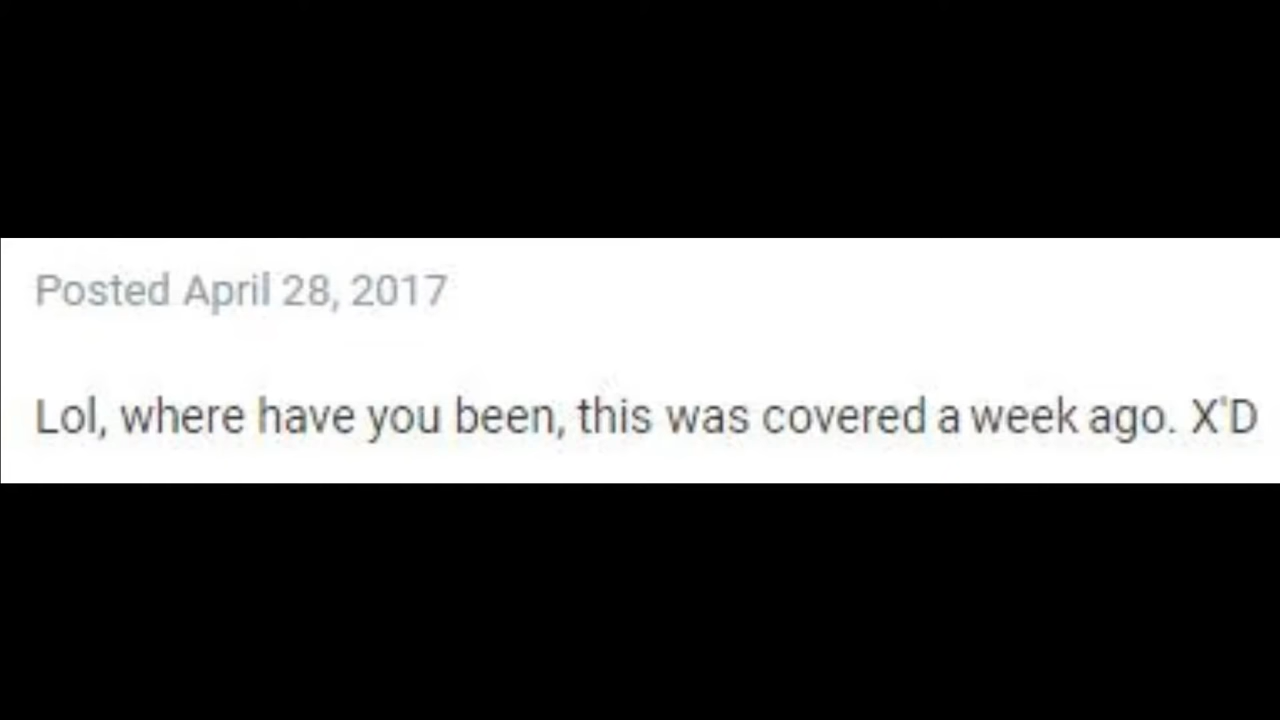 Posted April 28, 2017
Lol, where have you been, this was covered a week ago. X'D